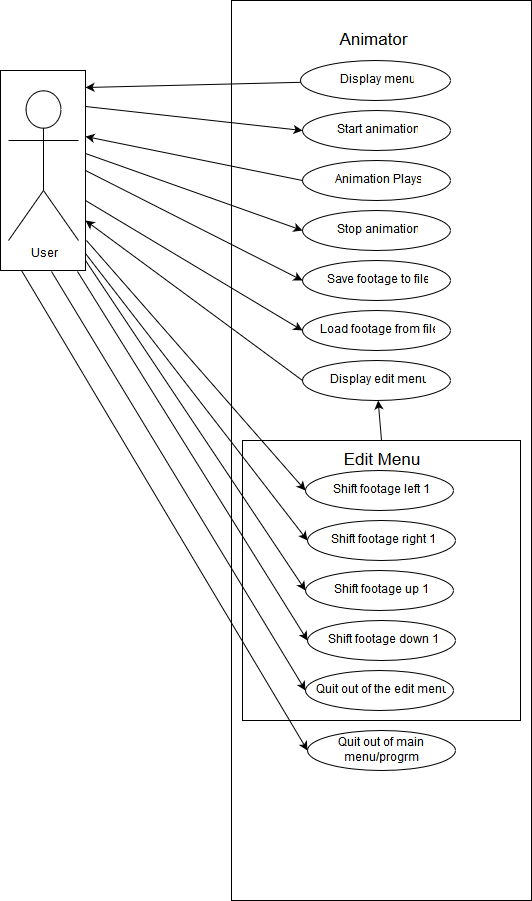 Animator
Display menu
Start animation
Animation Plays
Stop animation
User
Save footage to file
Load footage from file
Display edit menu
Edit Menu
Shift footage left 1
Shift footage right 1
Shift footage up 1
Shift footage down 1
Quit out of the edit menu
Quit out of main
menu/progrm